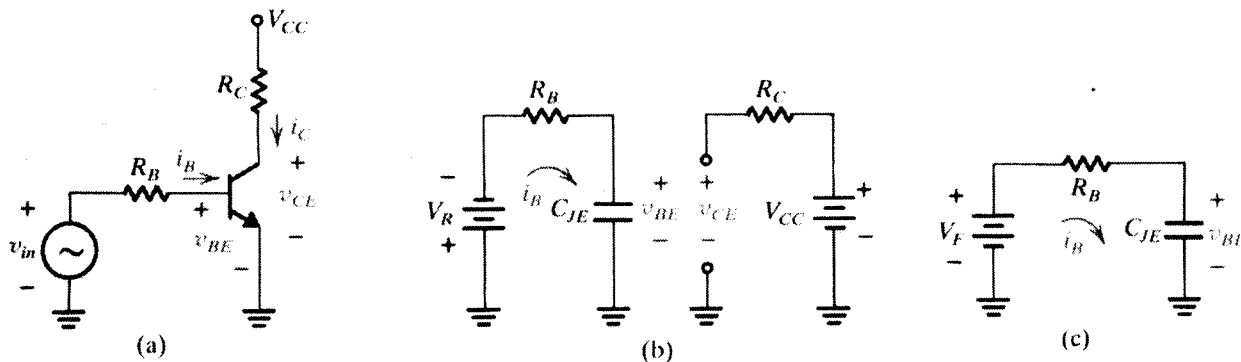 V_CC
R_C
i_C
R_B
i_B
+
v_CE
−
+
v_BE
−
+
v_in
−
(a)
R_B
−
V_R
+
i_B
C_JE
+
v_BE
−
R_C
+
v_CE
−
V_CC
+
−
(b)
R_B
+
V_F
−
i_B
C_JE
+
v_BE
−
(c)